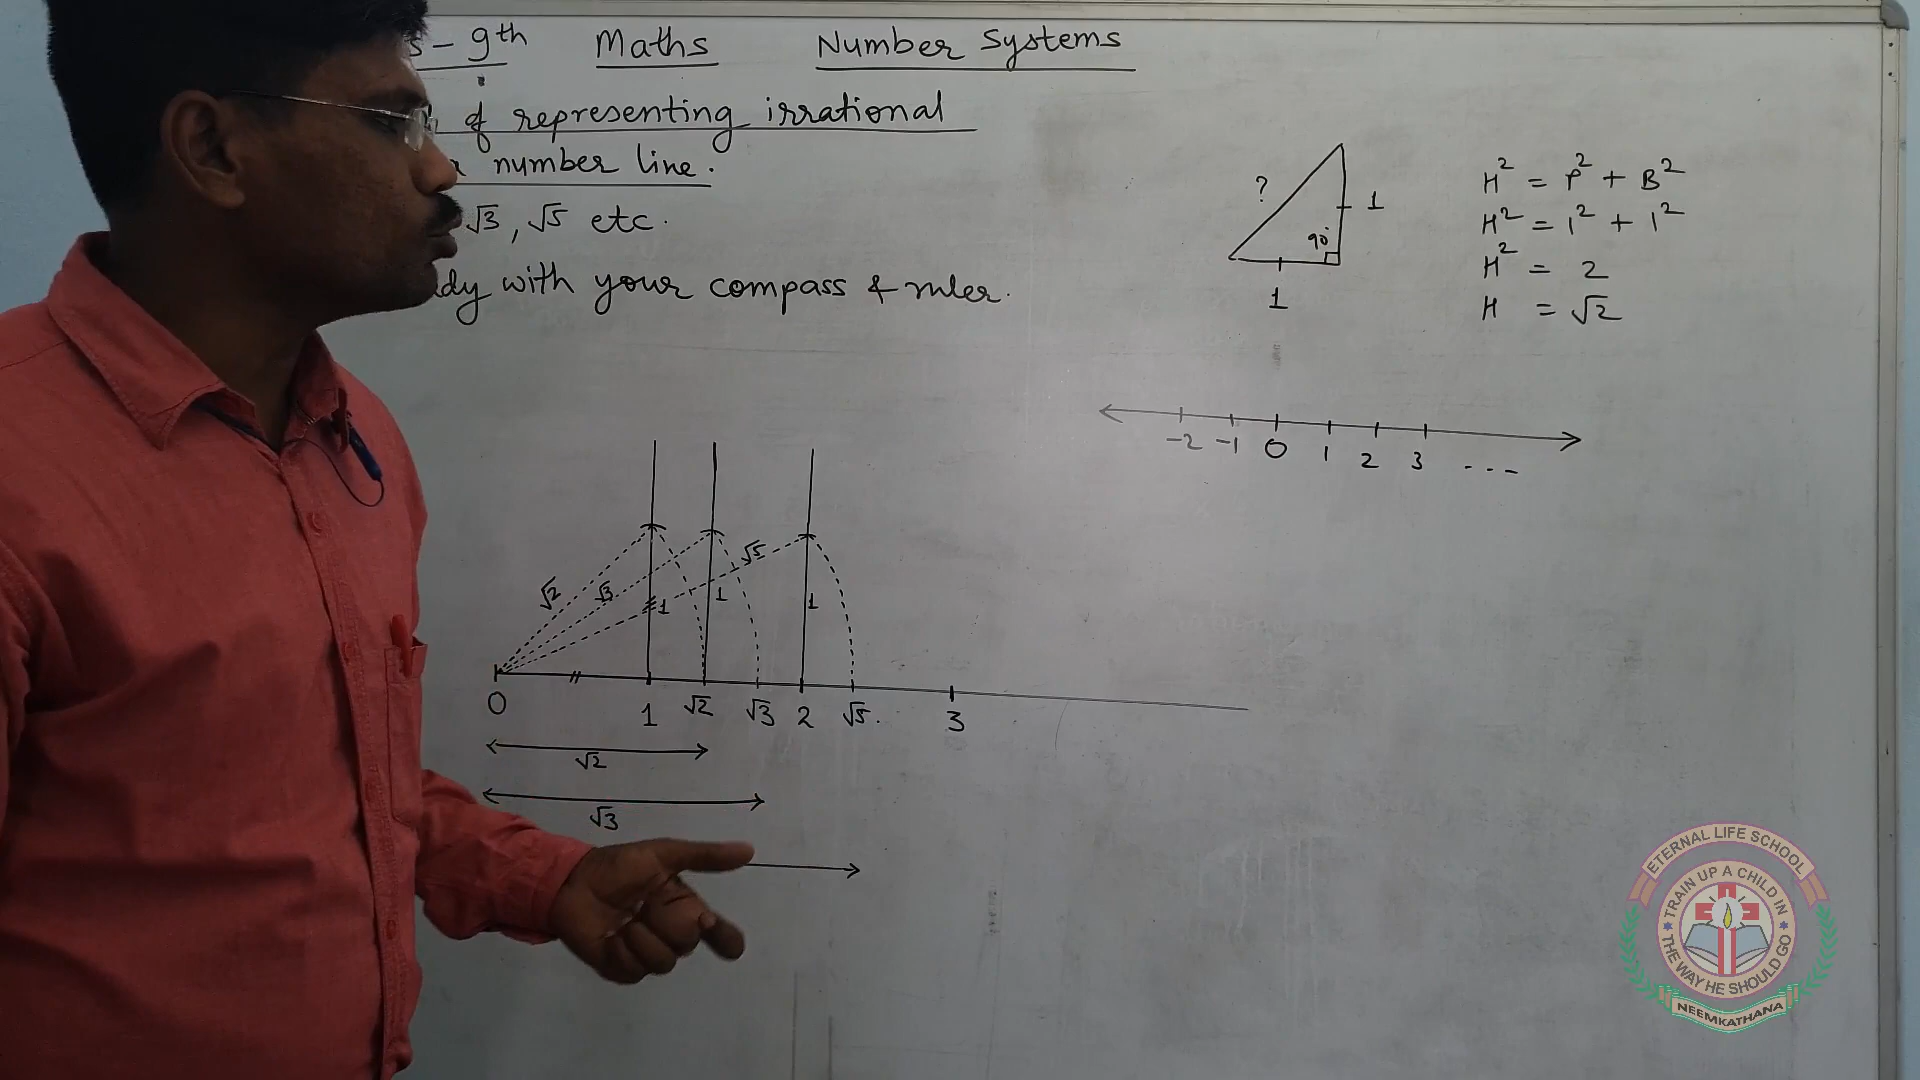 s - 9th Maths Number Systems
of representing irrational
number line.
√3, √5 etc.
dy with your compass & ruler.
? 1
90°
1
H² = P² + B²
H² = 1² + 1²
H² = 2
H = √2
-2 -1 0 1 2 3 ...
√2 √3 √5
1 1 1
0 1 √2 √3 2 √5. 3
√2
√3
ETERNAL LIFE SCHOOL
TRAIN UP A CHILD IN
THE WAY HE SHOULD GO
NEEMKATHANA